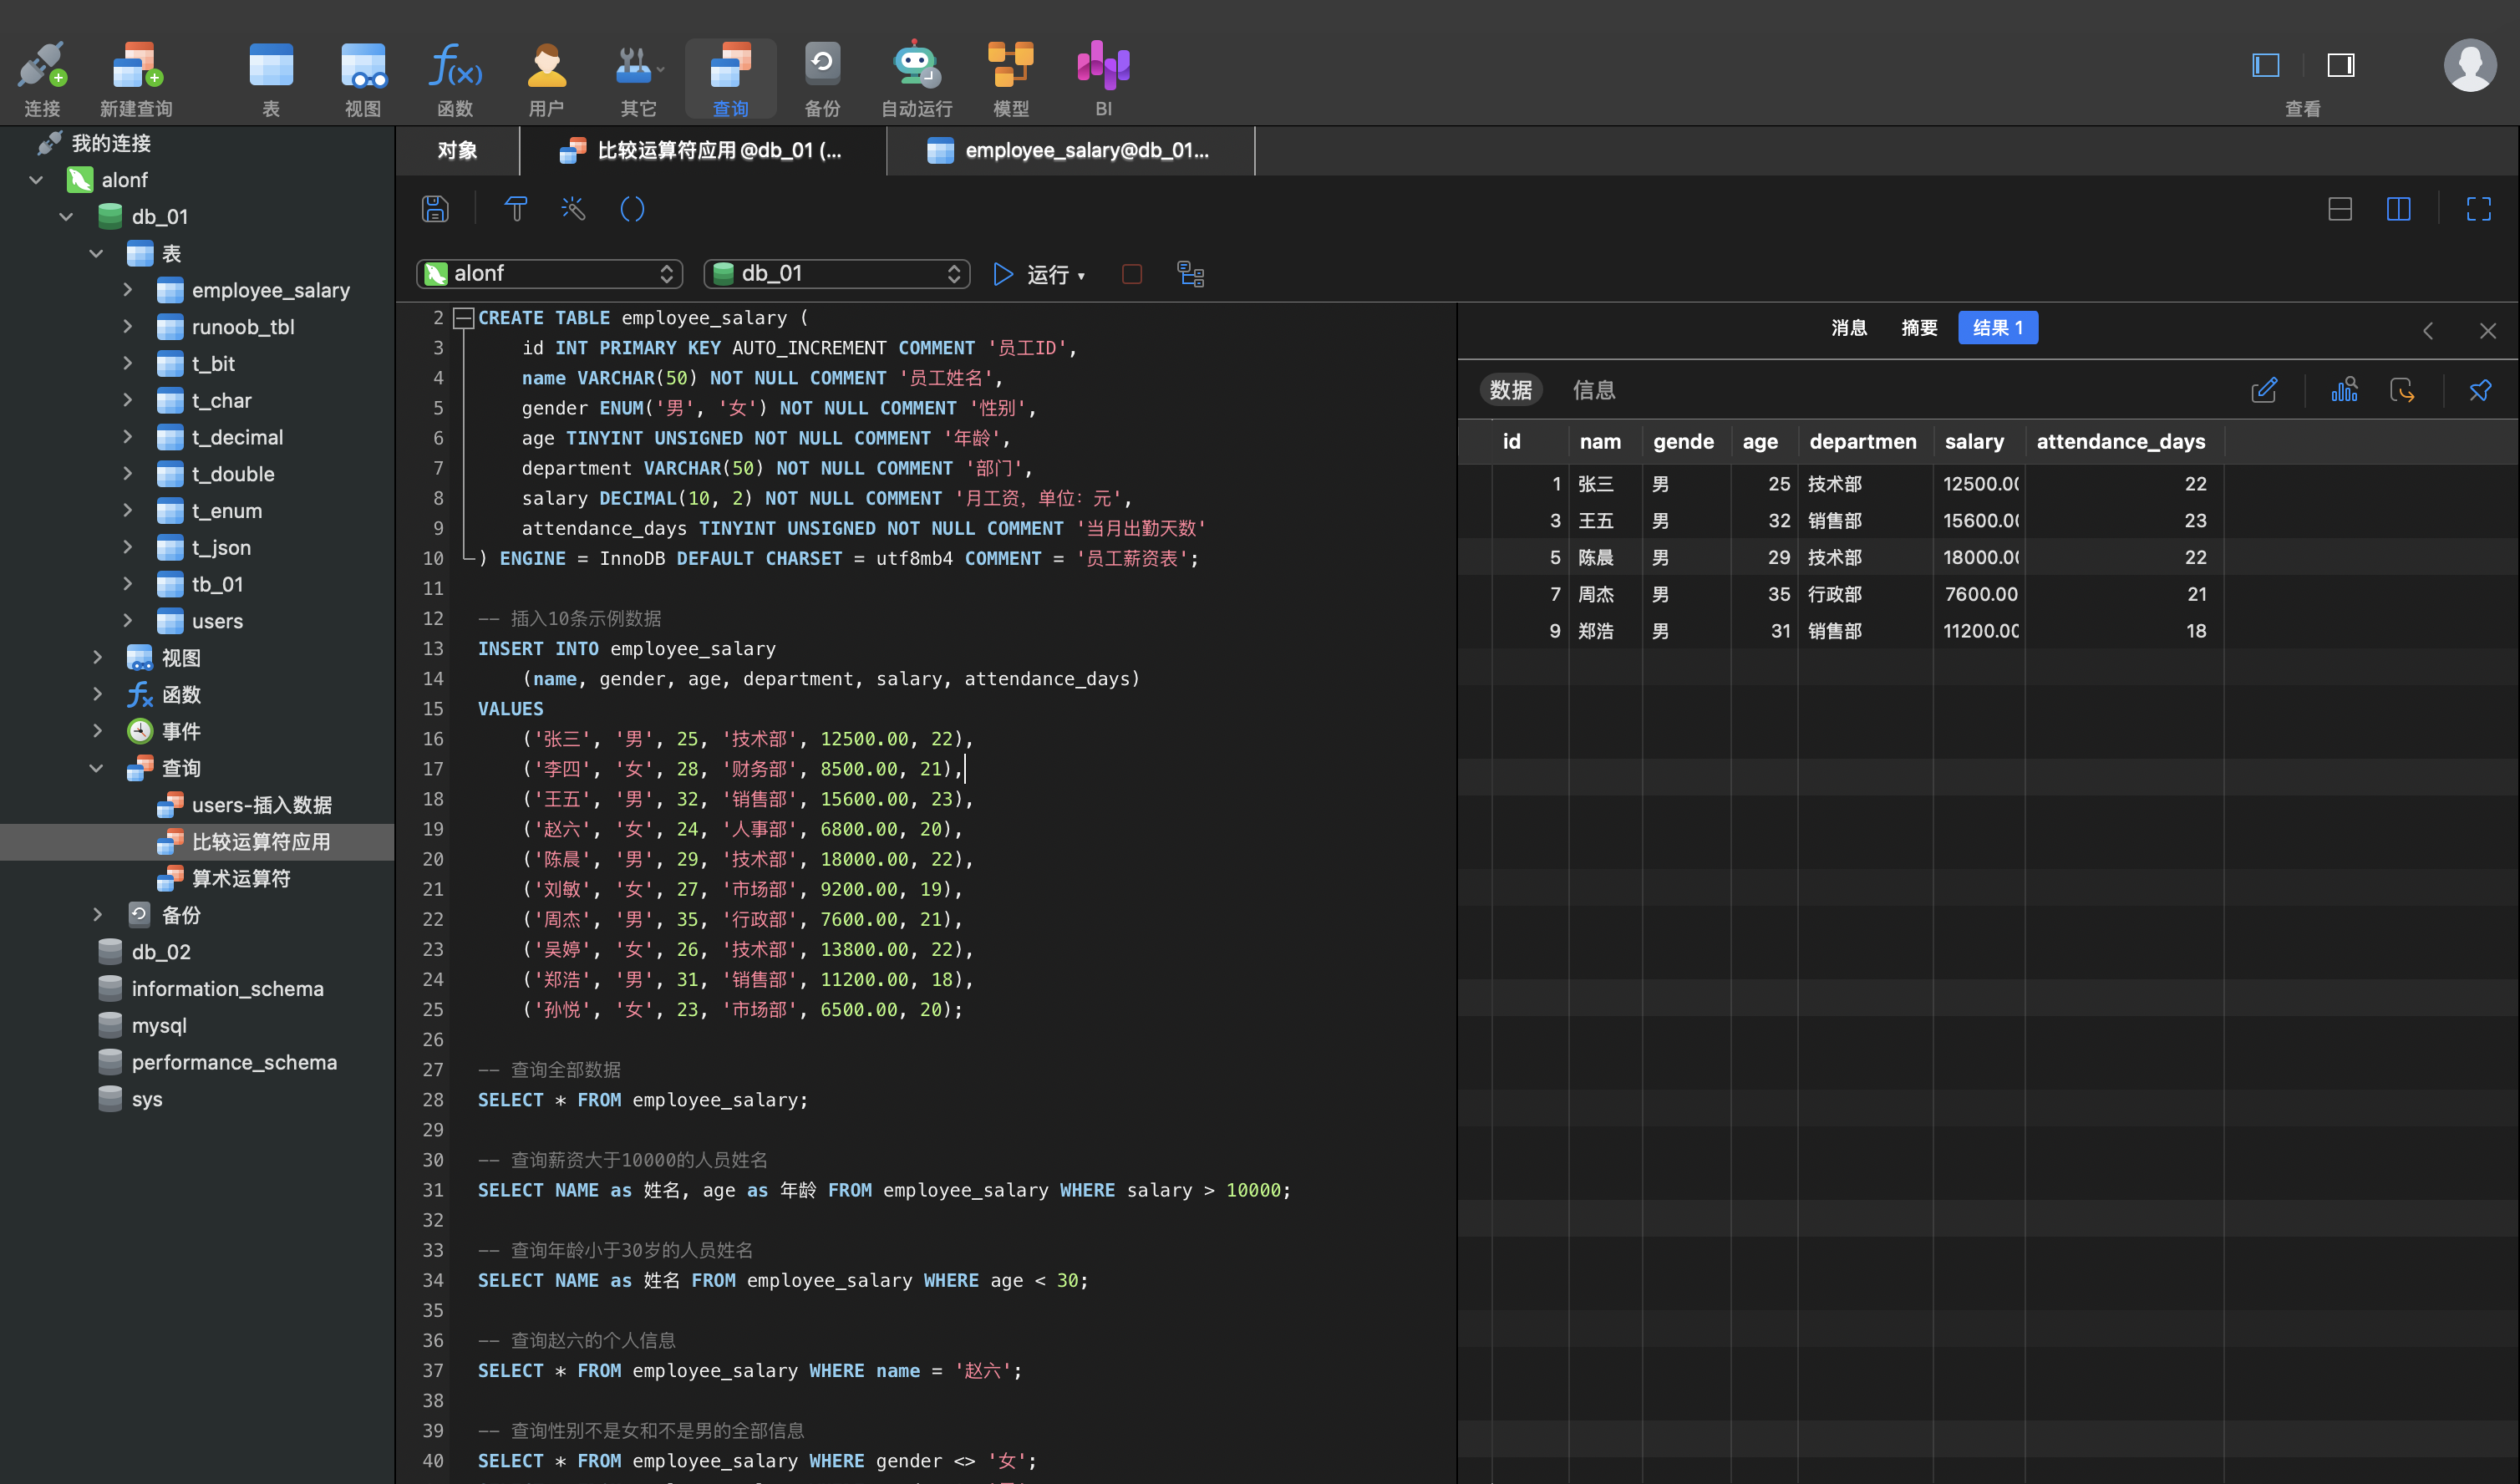 连接 新建查询 表 视图 函数 用户 其它 查询 备份 自动运行 模型 BI 查看
我的连接
alonf
db_01
表
employee_salary
runoob_tbl
t_bit
t_char
t_decimal
t_double
t_enum
t_json
tb_01
users
视图
函数
事件
查询
users-插入数据
比较运算符应用
算术运算符
备份
db_02
information_schema
mysql
performance_schema
sys
对象 比较运算符应用 @db_01 (... employee_salary@db_01...
alonf db_01 运行
2 CREATE TABLE employee_salary (
3 id INT PRIMARY KEY AUTO_INCREMENT COMMENT '员工ID',
4 name VARCHAR(50) NOT NULL COMMENT '员工姓名',
5 gender ENUM('男', '女') NOT NULL COMMENT '性别',
6 age TINYINT UNSIGNED NOT NULL COMMENT '年龄',
7 department VARCHAR(50) NOT NULL COMMENT '部门',
8 salary DECIMAL(10, 2) NOT NULL COMMENT '月工资，单位：元',
9 attendance_days TINYINT UNSIGNED NOT NULL COMMENT '当月出勤天数'
10 ) ENGINE = InnoDB DEFAULT CHARSET = utf8mb4 COMMENT = '员工薪资表';
11
12 -- 插入10条示例数据
13 INSERT INTO employee_salary
14 (name, gender, age, department, salary, attendance_days)
15 VALUES
16 ('张三', '男', 25, '技术部', 12500.00, 22),
17 ('李四', '女', 28, '财务部', 8500.00, 21),
18 ('王五', '男', 32, '销售部', 15600.00, 23),
19 ('赵六', '女', 24, '人事部', 6800.00, 20),
20 ('陈晨', '男', 29, '技术部', 18000.00, 22),
21 ('刘敏', '女', 27, '市场部', 9200.00, 19),
22 ('周杰', '男', 35, '行政部', 7600.00, 21),
23 ('吴婷', '女', 26, '技术部', 13800.00, 22),
24 ('郑浩', '男', 31, '销售部', 11200.00, 18),
25 ('孙悦', '女', 23, '市场部', 6500.00, 20);
26
27 -- 查询全部数据
28 SELECT * FROM employee_salary;
29
30 -- 查询薪资大于10000的人员姓名
31 SELECT NAME as 姓名, age as 年龄 FROM employee_salary WHERE salary > 10000;
32
33 -- 查询年龄小于30岁的人员姓名
34 SELECT NAME as 姓名 FROM employee_salary WHERE age < 30;
35
36 -- 查询赵六的个人信息
37 SELECT * FROM employee_salary WHERE name = '赵六';
38
39 -- 查询性别不是女和不是男的全部信息
40 SELECT * FROM employee_salary WHERE gender <> '女';
消息 摘要 结果 1
数据 信息
id nam gende age departmen salary attendance_days
1 张三 男 25 技术部 12500.0( 22
3 王五 男 32 销售部 15600.0( 23
5 陈晨 男 29 技术部 18000.0( 22
7 周杰 男 35 行政部 7600.00 21
9 郑浩 男 31 销售部 11200.00 18